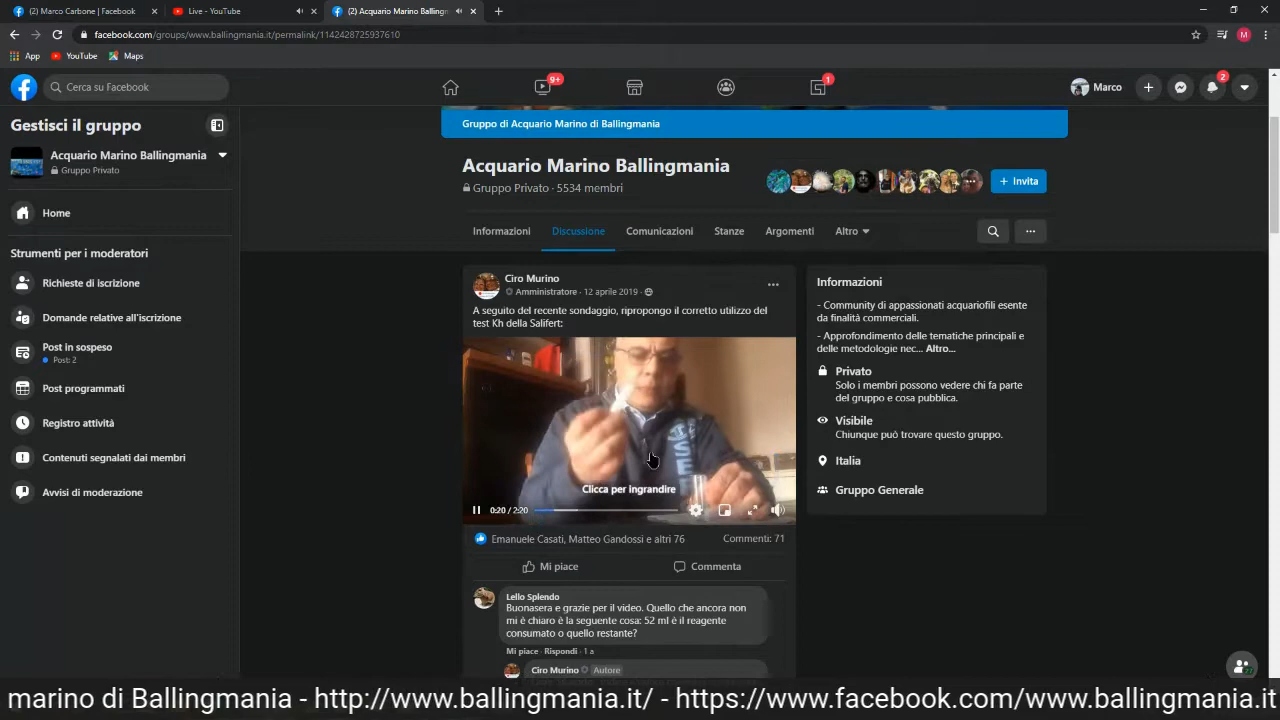 (2) Marco Carbone | Facebook
Live - YouTube
(2) Acquario Marino Ballingm
facebook.com/groups/www.ballingmania.it/permalink/1142428725937610
M
App
YouTube
Maps
Cerca su Facebook
9+
1
Marco
2
Gestisci il gruppo
Acquario Marino Ballingmania
Gruppo Privato
Home
Strumenti per i moderatori
Richieste di iscrizione
Domande relative all'iscrizione
Post in sospeso
Post: 2
Post programmati
Registro attività
Contenuti segnalati dai membri
Avvisi di moderazione
Gruppo di Acquario Marino di Ballingmania
Acquario Marino Ballingmania
Gruppo Privato · 5534 membri
+ Invita
Informazioni
Discussione
Comunicazioni
Stanze
Argomenti
Altro
Ciro Murino
Amministratore · 12 aprile 2019 ·
A seguito del recente sondaggio, ripropongo il corretto utilizzo del
test Kh della Salifert:
Clicca per ingrandire
0:20 / 2:20
Emanuele Casati, Matteo Gandossi e altri 76
Commenti: 71
Mi piace
Commenta
Lello Splendo
Buonasera e grazie per il video. Quello che ancora non
mi è chiaro è la seguente cosa: 52 ml è il reagente
consumato o quello restante?
Mi piace · Rispondi · 1 a
Ciro Murino
Autore
Informazioni
- Community di appassionati acquariofili esente
da finalità commerciali.
- Approfondimento delle tematiche principali e
delle metodologie nec... Altro...
Privato
Solo i membri possono vedere chi fa parte
del gruppo e cosa pubblica.
Visibile
Chiunque può trovare questo gruppo.
Italia
Gruppo Generale
marino di Ballingmania - http://www.ballingmania.it/ - https://www.facebook.com/www.ballingmania.it